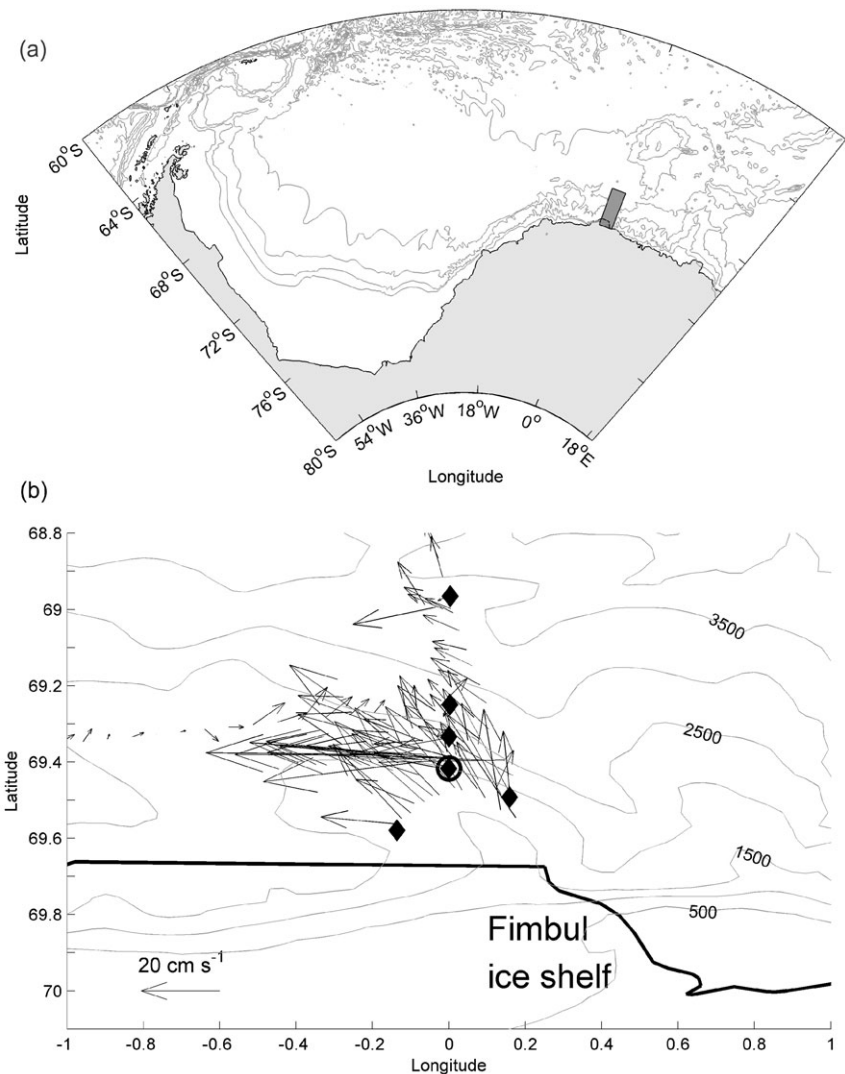 (a)
60°S
64°S
68°S
72°S
76°S
80°S
Latitude
54°W
36°W
18°W
0°
18°E
Longitude
(b)
68.8
69
69.2
69.4
69.6
69.8
70
Latitude
3500
2500
1500
500
Fimbul
ice shelf
20 cm s⁻¹
-1 -0.8 -0.6 -0.4 -0.2 0 0.2 0.4 0.6 0.8 1
Longitude